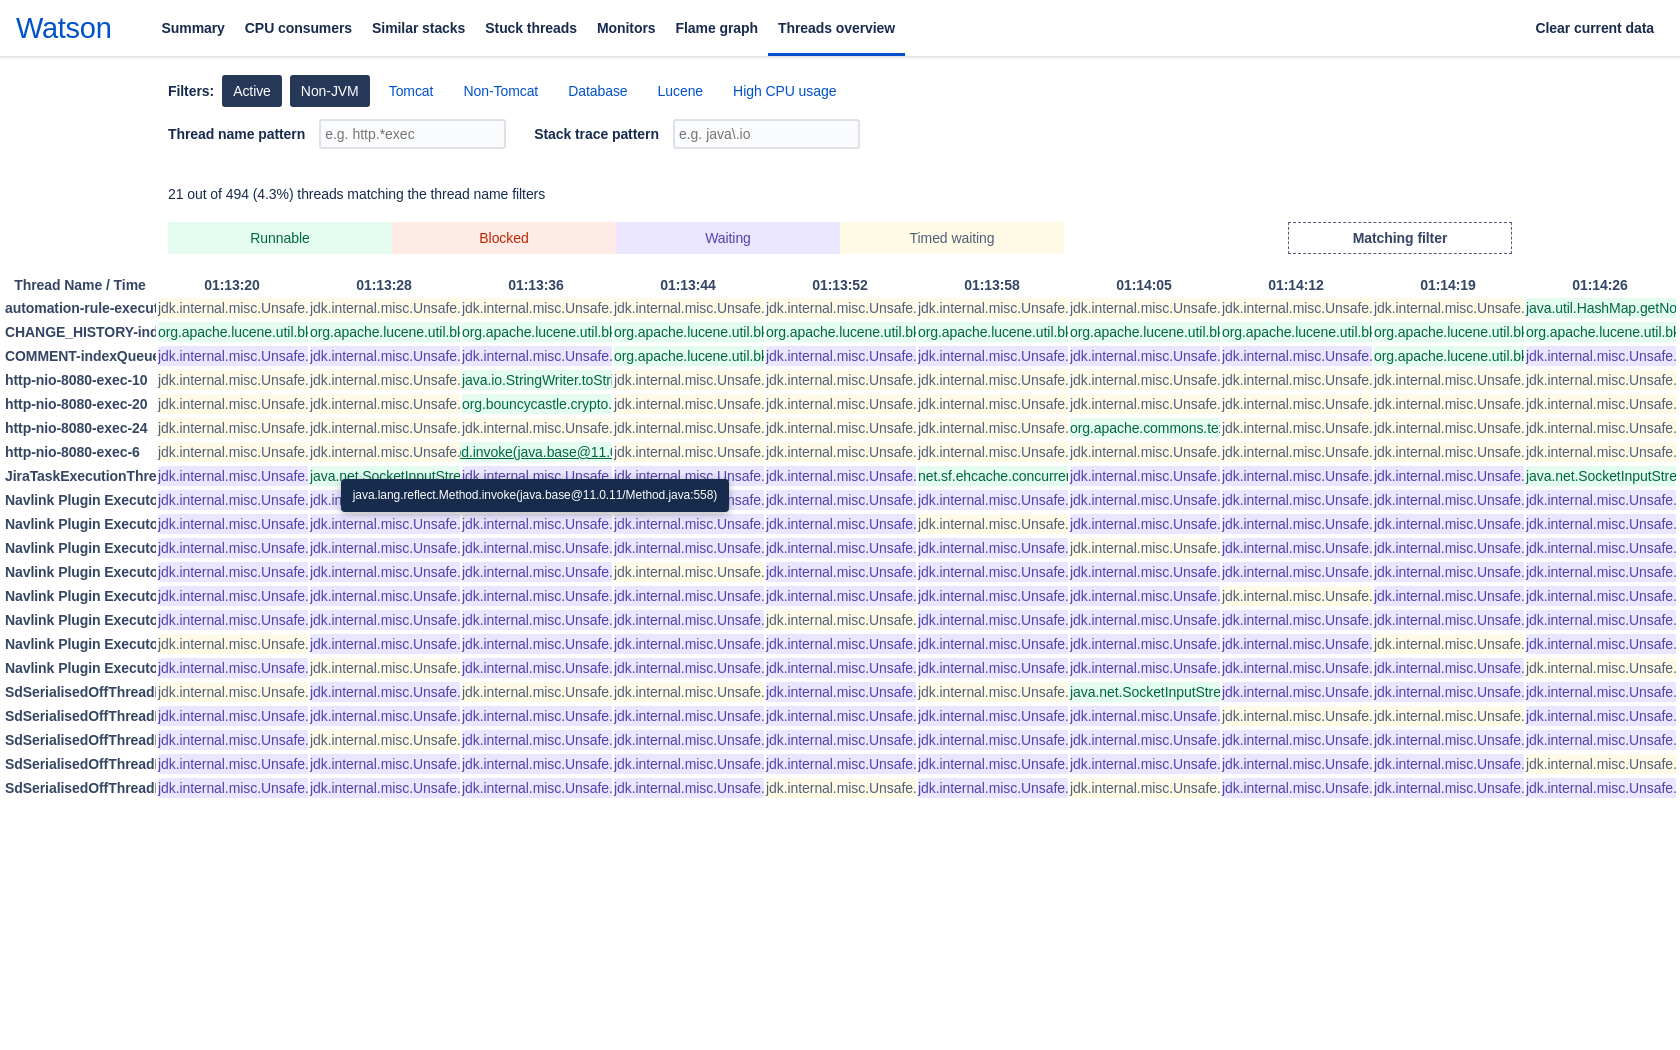 Watson Summary CPU consumers Similar stacks Stuck threads Monitors Flame graph Threads overview Clear current data
Filters: Active Non-JVM Tomcat Non-Tomcat Database Lucene High CPU usage
Thread name pattern e.g. http.*exec Stack trace pattern e.g. java\.io
21 out of 494 (4.3%) threads matching the thread name filters
Runnable Blocked Waiting Timed waiting Matching filter
Thread Name / Time 01:13:20 01:13:28 01:13:36 01:13:44 01:13:52 01:13:58 01:14:05 01:14:12 01:14:19 01:14:26
automation-rule-execut jdk.internal.misc.Unsafe. jdk.internal.misc.Unsafe. jdk.internal.misc.Unsafe. jdk.internal.misc.Unsafe. jdk.internal.misc.Unsafe. jdk.internal.misc.Unsafe. jdk.internal.misc.Unsafe. jdk.internal.misc.Unsafe. jdk.internal.misc.Unsafe. java.util.HashMap.getNo
CHANGE_HISTORY-ind org.apache.lucene.util.bk org.apache.lucene.util.bk org.apache.lucene.util.bk org.apache.lucene.util.bk org.apache.lucene.util.bk org.apache.lucene.util.bk org.apache.lucene.util.bk org.apache.lucene.util.bk org.apache.lucene.util.bk org.apache.lucene.util.bk
COMMENT-indexQueue jdk.internal.misc.Unsafe. jdk.internal.misc.Unsafe. jdk.internal.misc.Unsafe. org.apache.lucene.util.bk jdk.internal.misc.Unsafe. jdk.internal.misc.Unsafe. jdk.internal.misc.Unsafe. jdk.internal.misc.Unsafe. org.apache.lucene.util.bk jdk.internal.misc.Unsafe.
http-nio-8080-exec-10 jdk.internal.misc.Unsafe. jdk.internal.misc.Unsafe. java.io.StringWriter.toStr jdk.internal.misc.Unsafe. jdk.internal.misc.Unsafe. jdk.internal.misc.Unsafe. jdk.internal.misc.Unsafe. jdk.internal.misc.Unsafe. jdk.internal.misc.Unsafe. jdk.internal.misc.Unsafe.
http-nio-8080-exec-20 jdk.internal.misc.Unsafe. jdk.internal.misc.Unsafe. org.bouncycastle.crypto. jdk.internal.misc.Unsafe. jdk.internal.misc.Unsafe. jdk.internal.misc.Unsafe. jdk.internal.misc.Unsafe. jdk.internal.misc.Unsafe. jdk.internal.misc.Unsafe. jdk.internal.misc.Unsafe.
http-nio-8080-exec-24 jdk.internal.misc.Unsafe. jdk.internal.misc.Unsafe. jdk.internal.misc.Unsafe. jdk.internal.misc.Unsafe. jdk.internal.misc.Unsafe. jdk.internal.misc.Unsafe. org.apache.commons.te jdk.internal.misc.Unsafe. jdk.internal.misc.Unsafe. jdk.internal.misc.Unsafe.
http-nio-8080-exec-6 jdk.internal.misc.Unsafe. jdk.internal.misc.Unsafe. d.invoke(java.base@11.0 jdk.internal.misc.Unsafe. jdk.internal.misc.Unsafe. jdk.internal.misc.Unsafe. jdk.internal.misc.Unsafe. jdk.internal.misc.Unsafe. jdk.internal.misc.Unsafe. jdk.internal.misc.Unsafe.
JiraTaskExecutionThre jdk.internal.misc.Unsafe. java.net.SocketInputStre jdk.internal.misc.Unsafe. jdk.internal.misc.Unsafe. jdk.internal.misc.Unsafe. net.sf.ehcache.concurre jdk.internal.misc.Unsafe. jdk.internal.misc.Unsafe. jdk.internal.misc.Unsafe. java.net.SocketInputStre
java.lang.reflect.Method.invoke(java.base@11.0.11/Method.java:558)
Navlink Plugin Executo jdk.internal.misc.Unsafe. jdk.in safe. jdk.internal.misc.Unsafe. jdk.internal.misc.Unsafe. jdk.internal.misc.Unsafe. jdk.internal.misc.Unsafe. jdk.internal.misc.Unsafe. jdk.internal.misc.Unsafe.
Navlink Plugin Executo jdk.internal.misc.Unsafe. jdk.internal.misc.Unsafe. jdk.internal.misc.Unsafe. jdk.internal.misc.Unsafe. jdk.internal.misc.Unsafe. jdk.internal.misc.Unsafe. jdk.internal.misc.Unsafe. jdk.internal.misc.Unsafe. jdk.internal.misc.Unsafe. jdk.internal.misc.Unsafe.
Navlink Plugin Executo jdk.internal.misc.Unsafe. jdk.internal.misc.Unsafe. jdk.internal.misc.Unsafe. jdk.internal.misc.Unsafe. jdk.internal.misc.Unsafe. jdk.internal.misc.Unsafe. jdk.internal.misc.Unsafe. jdk.internal.misc.Unsafe. jdk.internal.misc.Unsafe. jdk.internal.misc.Unsafe.
Navlink Plugin Executo jdk.internal.misc.Unsafe. jdk.internal.misc.Unsafe. jdk.internal.misc.Unsafe. jdk.internal.misc.Unsafe. jdk.internal.misc.Unsafe. jdk.internal.misc.Unsafe. jdk.internal.misc.Unsafe. jdk.internal.misc.Unsafe. jdk.internal.misc.Unsafe. jdk.internal.misc.Unsafe.
Navlink Plugin Executo jdk.internal.misc.Unsafe. jdk.internal.misc.Unsafe. jdk.internal.misc.Unsafe. jdk.internal.misc.Unsafe. jdk.internal.misc.Unsafe. jdk.internal.misc.Unsafe. jdk.internal.misc.Unsafe. jdk.internal.misc.Unsafe. jdk.internal.misc.Unsafe. jdk.internal.misc.Unsafe.
Navlink Plugin Executo jdk.internal.misc.Unsafe. jdk.internal.misc.Unsafe. jdk.internal.misc.Unsafe. jdk.internal.misc.Unsafe. jdk.internal.misc.Unsafe. jdk.internal.misc.Unsafe. jdk.internal.misc.Unsafe. jdk.internal.misc.Unsafe. jdk.internal.misc.Unsafe. jdk.internal.misc.Unsafe.
Navlink Plugin Executo jdk.internal.misc.Unsafe. jdk.internal.misc.Unsafe. jdk.internal.misc.Unsafe. jdk.internal.misc.Unsafe. jdk.internal.misc.Unsafe. jdk.internal.misc.Unsafe. jdk.internal.misc.Unsafe. jdk.internal.misc.Unsafe. jdk.internal.misc.Unsafe. jdk.internal.misc.Unsafe.
Navlink Plugin Executo jdk.internal.misc.Unsafe. jdk.internal.misc.Unsafe. jdk.internal.misc.Unsafe. jdk.internal.misc.Unsafe. jdk.internal.misc.Unsafe. jdk.internal.misc.Unsafe. jdk.internal.misc.Unsafe. jdk.internal.misc.Unsafe. jdk.internal.misc.Unsafe. jdk.internal.misc.Unsafe.
SdSerialisedOffThread jdk.internal.misc.Unsafe. jdk.internal.misc.Unsafe. jdk.internal.misc.Unsafe. jdk.internal.misc.Unsafe. jdk.internal.misc.Unsafe. jdk.internal.misc.Unsafe. java.net.SocketInputStre jdk.internal.misc.Unsafe. jdk.internal.misc.Unsafe. jdk.internal.misc.Unsafe.
SdSerialisedOffThread jdk.internal.misc.Unsafe. jdk.internal.misc.Unsafe. jdk.internal.misc.Unsafe. jdk.internal.misc.Unsafe. jdk.internal.misc.Unsafe. jdk.internal.misc.Unsafe. jdk.internal.misc.Unsafe. jdk.internal.misc.Unsafe. jdk.internal.misc.Unsafe. jdk.internal.misc.Unsafe.
SdSerialisedOffThread jdk.internal.misc.Unsafe. jdk.internal.misc.Unsafe. jdk.internal.misc.Unsafe. jdk.internal.misc.Unsafe. jdk.internal.misc.Unsafe. jdk.internal.misc.Unsafe. jdk.internal.misc.Unsafe. jdk.internal.misc.Unsafe. jdk.internal.misc.Unsafe. jdk.internal.misc.Unsafe.
SdSerialisedOffThread jdk.internal.misc.Unsafe. jdk.internal.misc.Unsafe. jdk.internal.misc.Unsafe. jdk.internal.misc.Unsafe. jdk.internal.misc.Unsafe. jdk.internal.misc.Unsafe. jdk.internal.misc.Unsafe. jdk.internal.misc.Unsafe. jdk.internal.misc.Unsafe. jdk.internal.misc.Unsafe.
SdSerialisedOffThread jdk.internal.misc.Unsafe. jdk.internal.misc.Unsafe. jdk.internal.misc.Unsafe. jdk.internal.misc.Unsafe. jdk.internal.misc.Unsafe. jdk.internal.misc.Unsafe. jdk.internal.misc.Unsafe. jdk.internal.misc.Unsafe. jdk.internal.misc.Unsafe. jdk.internal.misc.Unsafe.